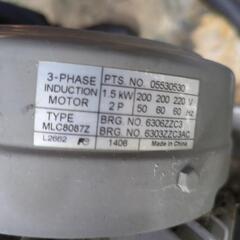 3-PHASE INDUCTION MOTOR
PTS. NO. 05530530
1.5 kW 200 200 220 V
2 P 50 60 60 Hz
TYPE MLC8087Z
BRG. NO. 6306ZZC3
BRG. NO. 6303ZZC3AC
L2662 1406 Made in China